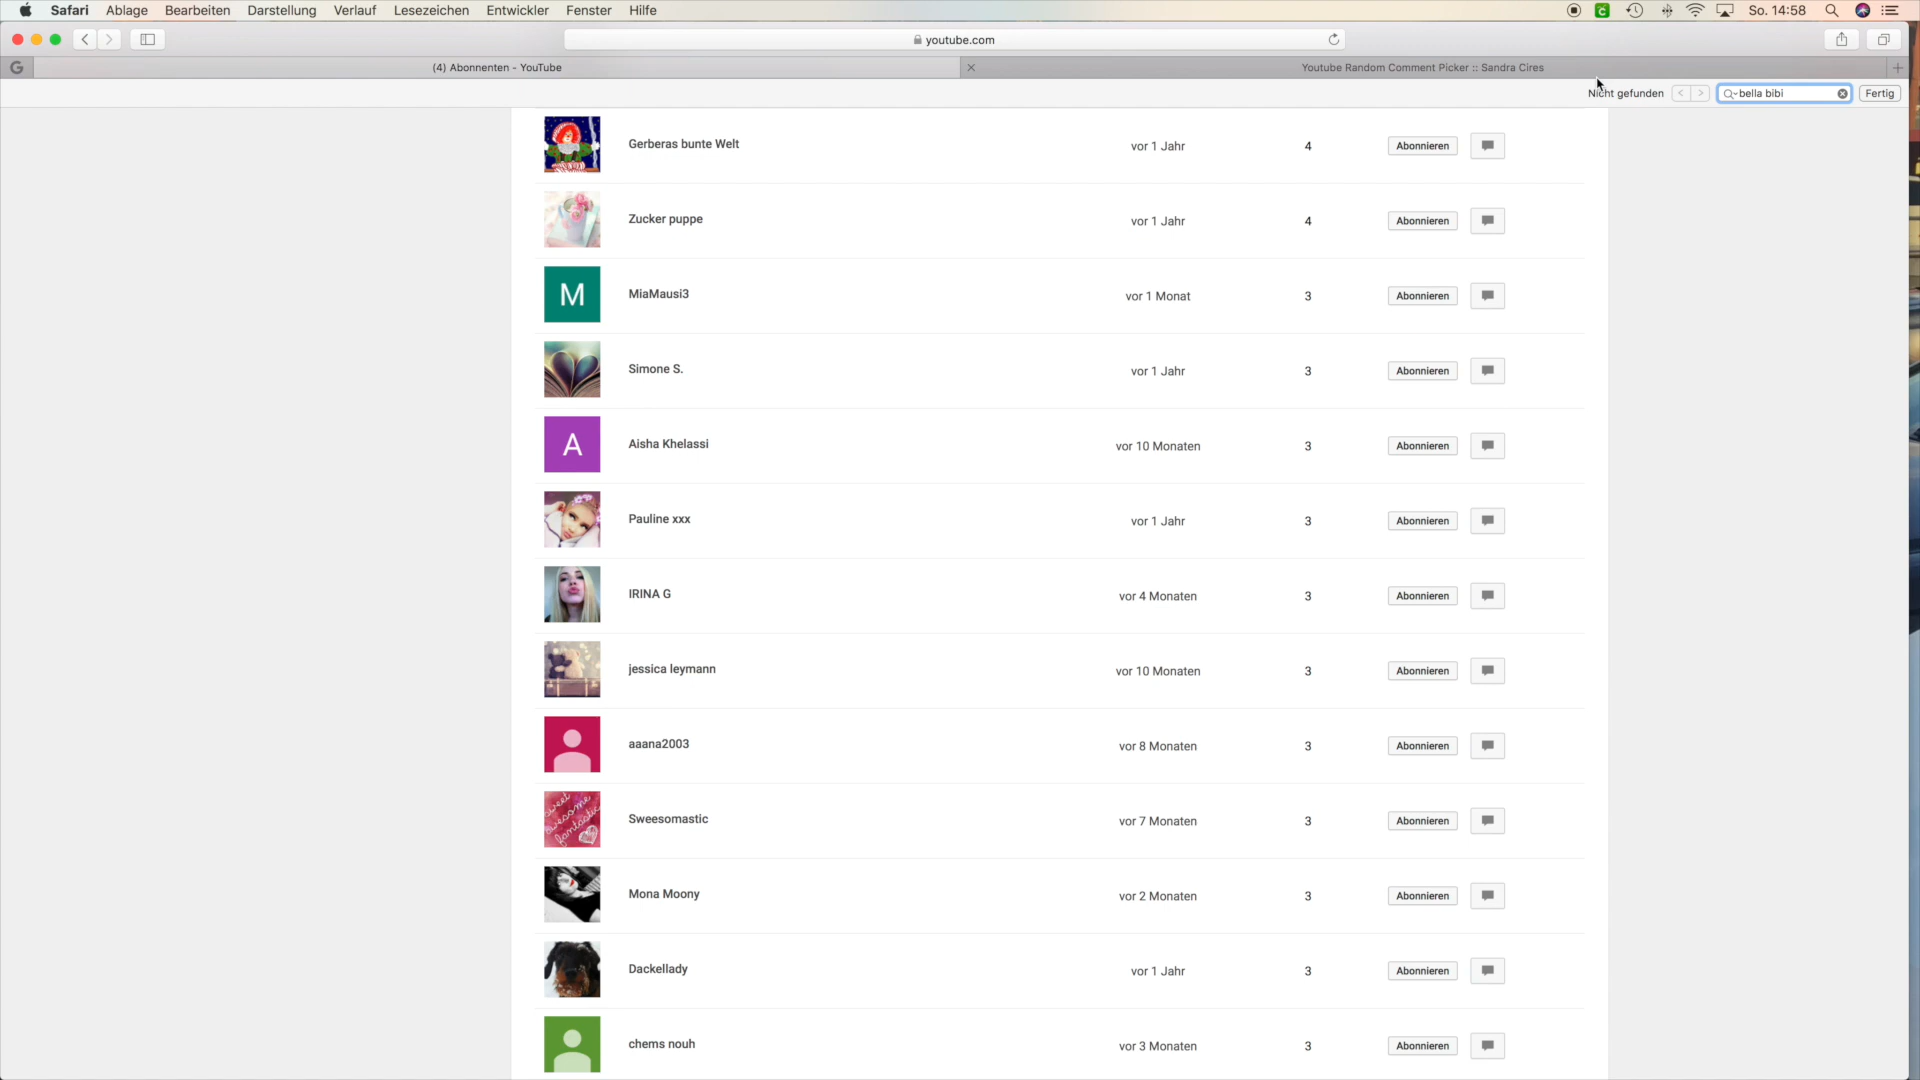 Safari Ablage Bearbeiten Darstellung Verlauf Lesezeichen Entwickler Fenster Hilfe So. 14:58
youtube.com
G (4) Abonnenten - YouTube Youtube Random Comment Picker :: Sandra Cires
Nicht gefunden bella bibi Fertig
Gerberas bunte Welt vor 1 Jahr 4 Abonnieren
Zucker puppe vor 1 Jahr 4 Abonnieren
M MiaMausi3 vor 1 Monat 3 Abonnieren
Simone S. vor 1 Jahr 3 Abonnieren
A Aisha Khelassi vor 10 Monaten 3 Abonnieren
Pauline xxx vor 1 Jahr 3 Abonnieren
IRINA G vor 4 Monaten 3 Abonnieren
jessica leymann vor 10 Monaten 3 Abonnieren
aaana2003 vor 8 Monaten 3 Abonnieren
sweet awesome fantastic
Sweesomastic vor 7 Monaten 3 Abonnieren
Mona Moony vor 2 Monaten 3 Abonnieren
Dackellady vor 1 Jahr 3 Abonnieren
chems nouh vor 3 Monaten 3 Abonnieren